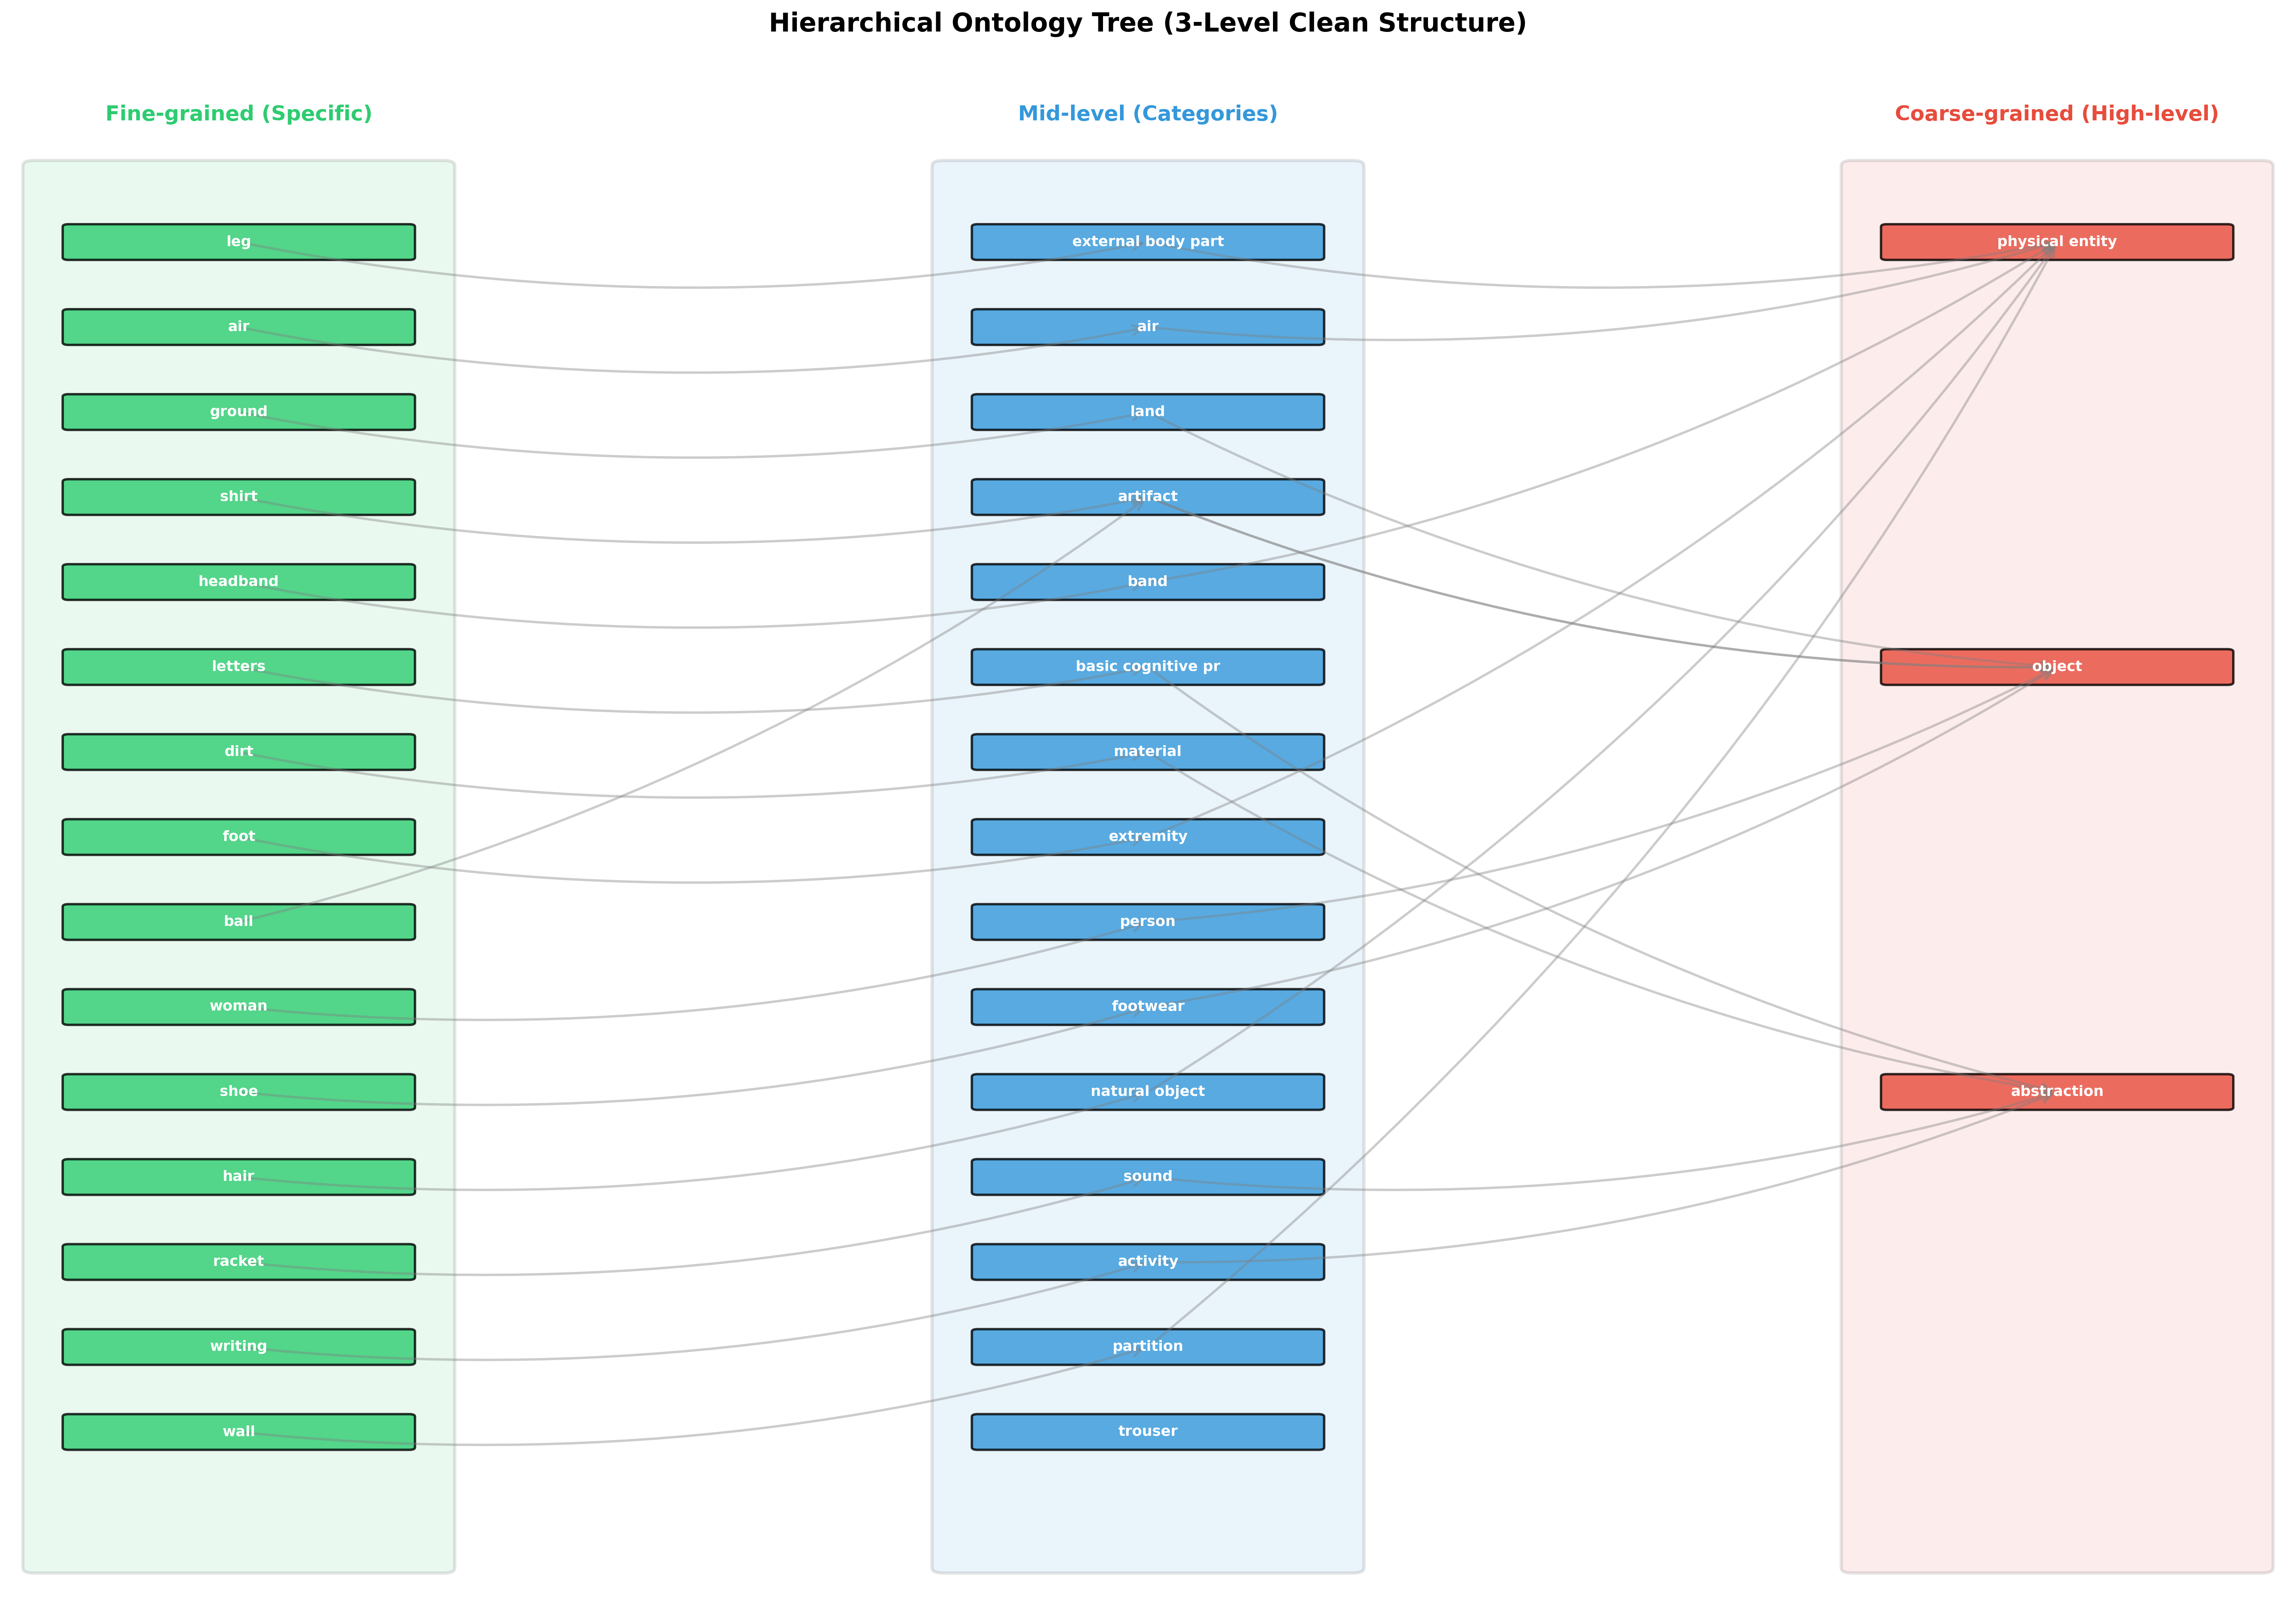 Hierarchical Ontology Tree (3-Level Clean Structure)
Fine-grained (Specific)
leg
air
ground
shirt
headband
letters
dirt
foot
ball
woman
shoe
hair
racket
writing
wall
Mid-level (Categories)
external body part
air
land
artifact
band
basic cognitive pr
material
extremity
person
footwear
natural object
sound
activity
partition
trouser
Coarse-grained (High-level)
physical entity
object
abstraction